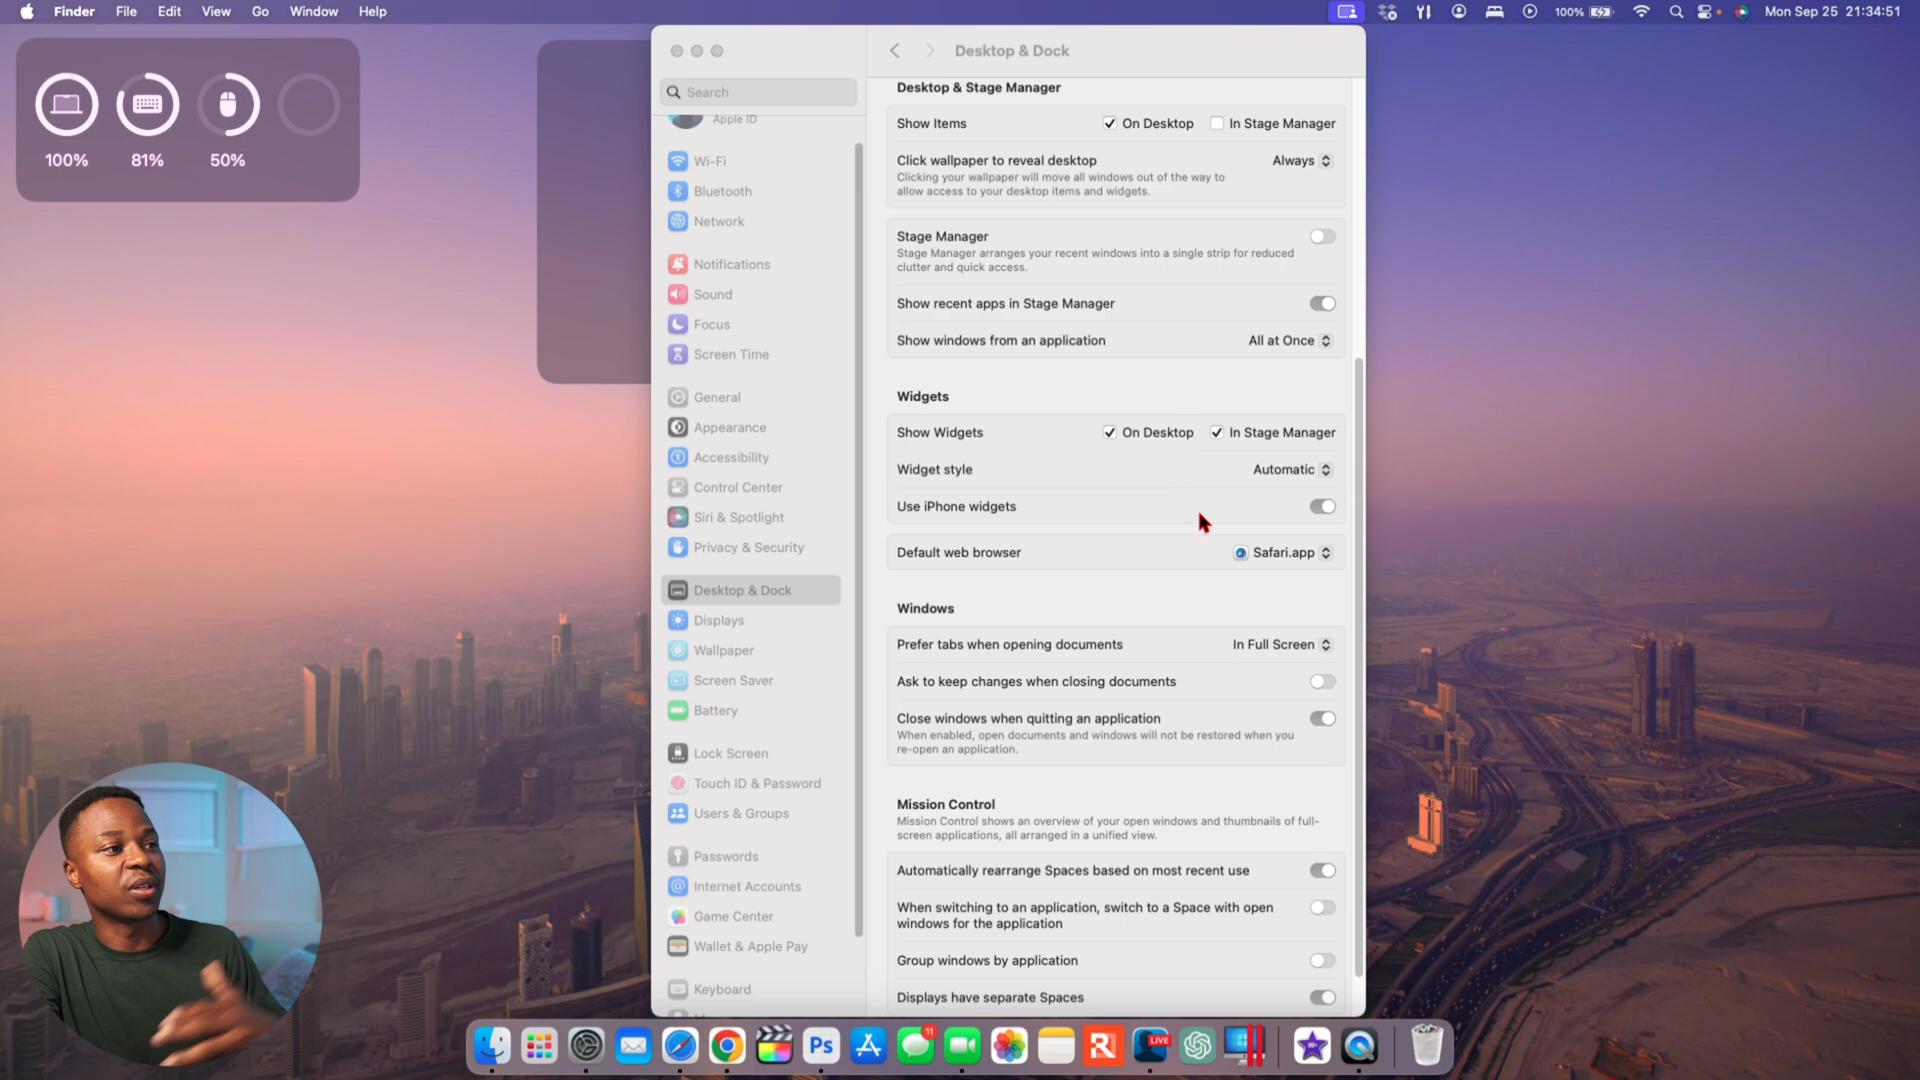 Finder File Edit View Go Window Help
100% Mon Sep 25 21:34:51
100% 81% 50%
Search
Apple ID
Wi-Fi
Bluetooth
Network
Notifications
Sound
Focus
Screen Time
General
Appearance
Accessibility
Control Center
Siri & Spotlight
Privacy & Security
Desktop & Dock
Displays
Wallpaper
Screen Saver
Battery
Lock Screen
Touch ID & Password
Users & Groups
Passwords
Internet Accounts
Game Center
Wallet & Apple Pay
Keyboard
Desktop & Dock
Desktop & Stage Manager
Show Items On Desktop In Stage Manager
Click wallpaper to reveal desktop Always
Clicking your wallpaper will move all windows out of the way to
allow access to your desktop items and widgets.
Stage Manager
Stage Manager arranges your recent windows into a single strip for reduced
clutter and quick access.
Show recent apps in Stage Manager
Show windows from an application All at Once
Widgets
Show Widgets On Desktop In Stage Manager
Widget style Automatic
Use iPhone widgets
Default web browser Safari.app
Windows
Prefer tabs when opening documents In Full Screen
Ask to keep changes when closing documents
Close windows when quitting an application
When enabled, open documents and windows will not be restored when you
re-open an application.
Mission Control
Mission Control shows an overview of your open windows and thumbnails of full-
screen applications, all arranged in a unified view.
Automatically rearrange Spaces based on most recent use
When switching to an application, switch to a Space with open
windows for the application
Group windows by application
Displays have separate Spaces
Ps 11 R LIVE